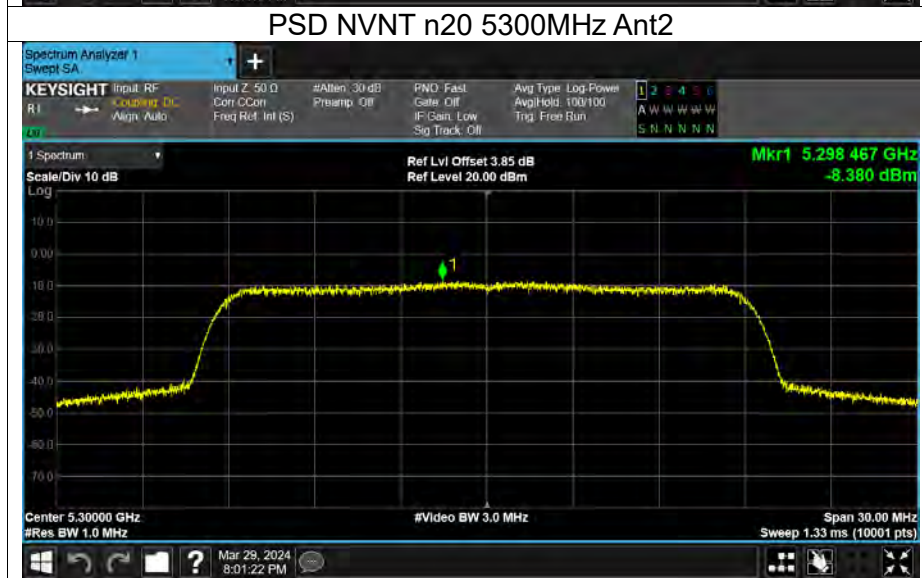 PSD NVNT n20 5300MHz Ant2
Spectrum Analyzer 1
Swept SA
+
KEYSIGHT Input: RF
Coupling: DC
Align: Auto
Input Z: 50 Ω
Corr CCorr
Freq Ref: Int (S)
#Atten: 30 dB
Preamp: Off
PNO: Fast
Gate: Off
IF Gain: Low
Sig Track: Off
Avg Type: Log-Power
Avg|Hold: 100/100
Trig: Free Run
1 2 3 4 5 6
A W W W W W
S N N N N N
1 Spectrum
Scale/Div 10 dB
Ref Lvl Offset 3.85 dB
Ref Level 20.00 dBm
Mkr1 5.298 467 GHz
-8.380 dBm
Log
10.0
0.00
-10.0
-20.0
-30.0
-40.0
-50.0
-60.0
-70.0
1
Center 5.30000 GHz
#Res BW 1.0 MHz
#Video BW 3.0 MHz
Span 30.00 MHz
Sweep 1.33 ms (10001 pts)
?
Mar 29, 2024
8:01:22 PM